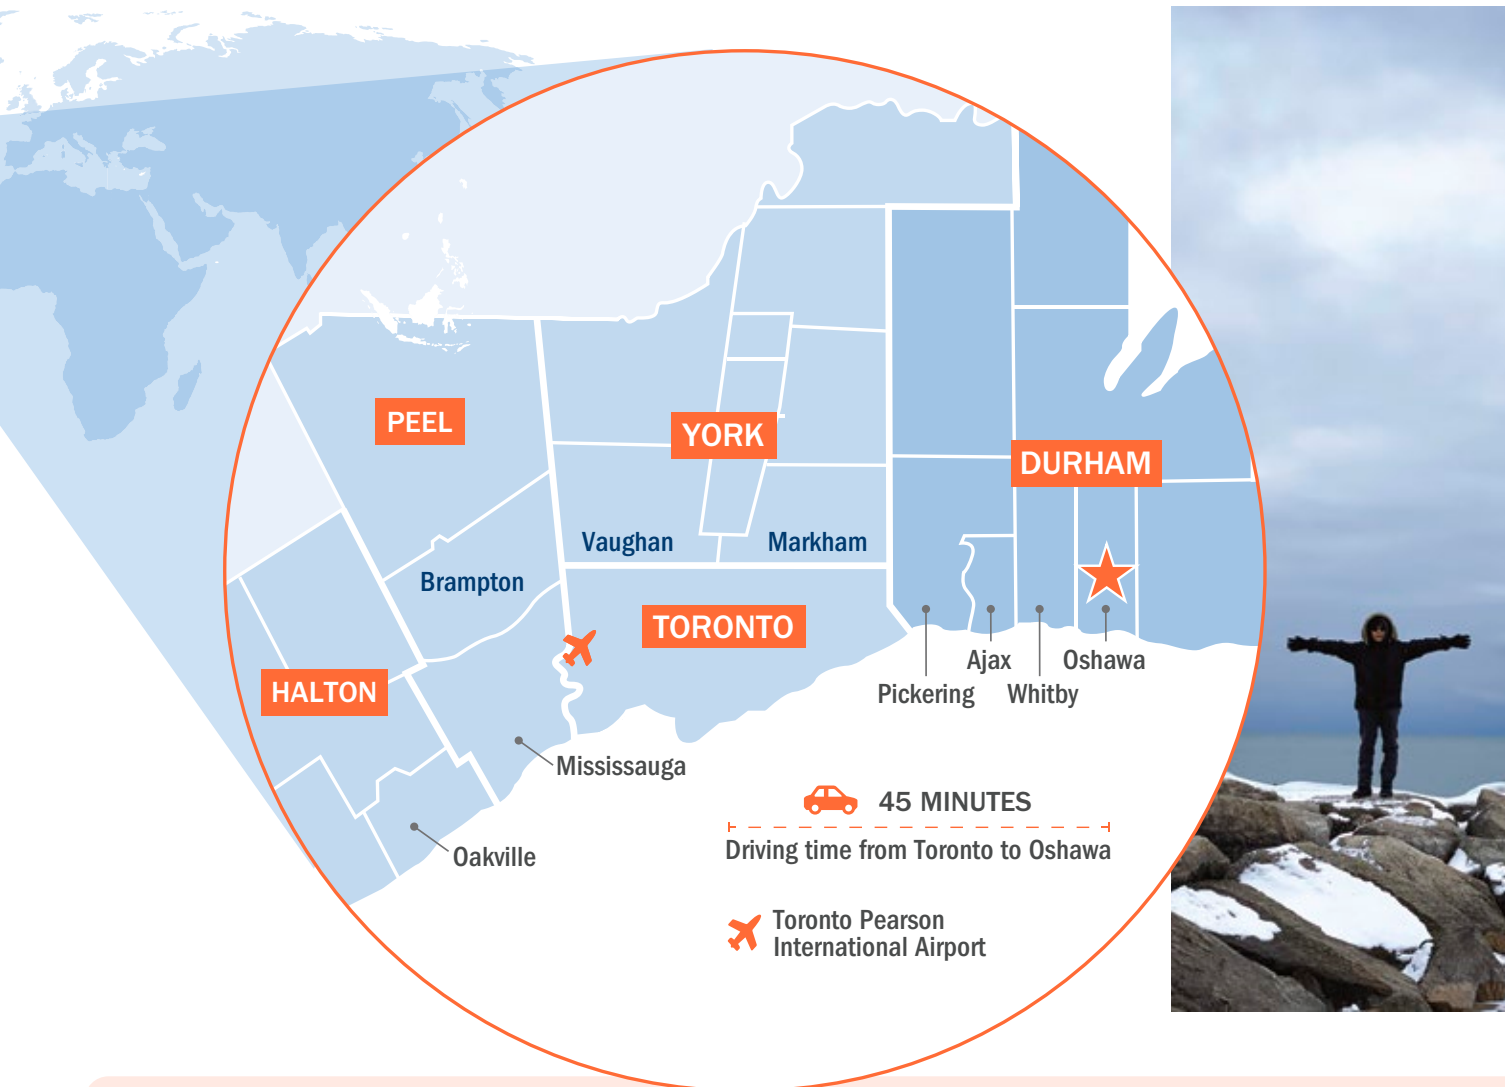 PEEL
YORK
DURHAM
Vaughan
Markham
Brampton
TORONTO
Ajax
Oshawa
HALTON
Pickering
Whitby
Mississauga
45 MINUTES
Driving time from Toronto to Oshawa
Oakville
Toronto Pearson
International Airport